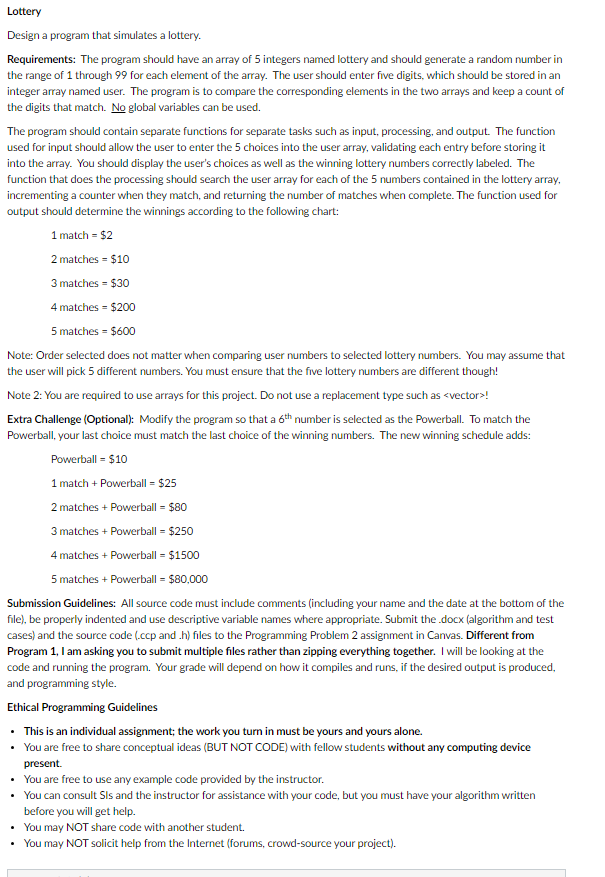 Lottery
Design a program that simulates a lottery.
Requirements: The program should have an array of 5 integers named lottery and should generate a random number in
the range of 1 through 99 for each element of the array. The user should enter five digits, which should be stored in an
integer array named user. The program is to compare the corresponding elements in the two arrays and keep a count of
the digits that match. No global variables can be used.
The program should contain separate functions for separate tasks such as input, processing, and output. The function
used for input should allow the user to enter the 5 choices into the user array, validating each entry before storing it
into the array. You should display the user's choices as well as the winning lottery numbers correctly labeled. The
function that does the processing should search the user array for each of the 5 numbers contained in the lottery array,
incrementing a counter when they match, and returning the number of matches when complete. The function used for
output should determine the winnings according to the following chart:
1 match = $2
2 matches = $10
3 matches = $30
4 matches = $200
5 matches = $600
Note: Order selected does not matter when comparing user numbers to selected lottery numbers. You may assume that
the user will pick 5 different numbers. You must ensure that the five lottery numbers are different though!
Note 2: You are required to use arrays for this project. Do not use a replacement type such as <vector>!
Extra Challenge (Optional): Modify the program so that a 6th number is selected as the Powerball. To match the
Powerball, your last choice must match the last choice of the winning numbers. The new winning schedule adds:
Powerball = $10
1 match + Powerball = $25
2 matches + Powerball = $80
3 matches + Powerball = $250
4 matches + Powerball = $1500
5 matches + Powerball = $80,000
Submission Guidelines: All source code must include comments (including your name and the date at the bottom of the
file), be properly indented and use descriptive variable names where appropriate. Submit the .docx (algorithm and test
cases) and the source code (.ccp and .h) files to the Programming Problem 2 assignment in Canvas. Different from
Program 1, I am asking you to submit multiple files rather than zipping everything together. I will be looking at the
code and running the program. Your grade will depend on how it compiles and runs, if the desired output is produced,
and programming style.
Ethical Programming Guidelines
• This is an individual assignment; the work you turn in must be yours and yours alone.
• You are free to share conceptual ideas (BUT NOT CODE) with fellow students without any computing device
present.
• You are free to use any example code provided by the instructor.
• You can consult SIs and the instructor for assistance with your code, but you must have your algorithm written
before you will get help.
• You may NOT share code with another student.
• You may NOT solicit help from the Internet (forums, crowd-source your project).